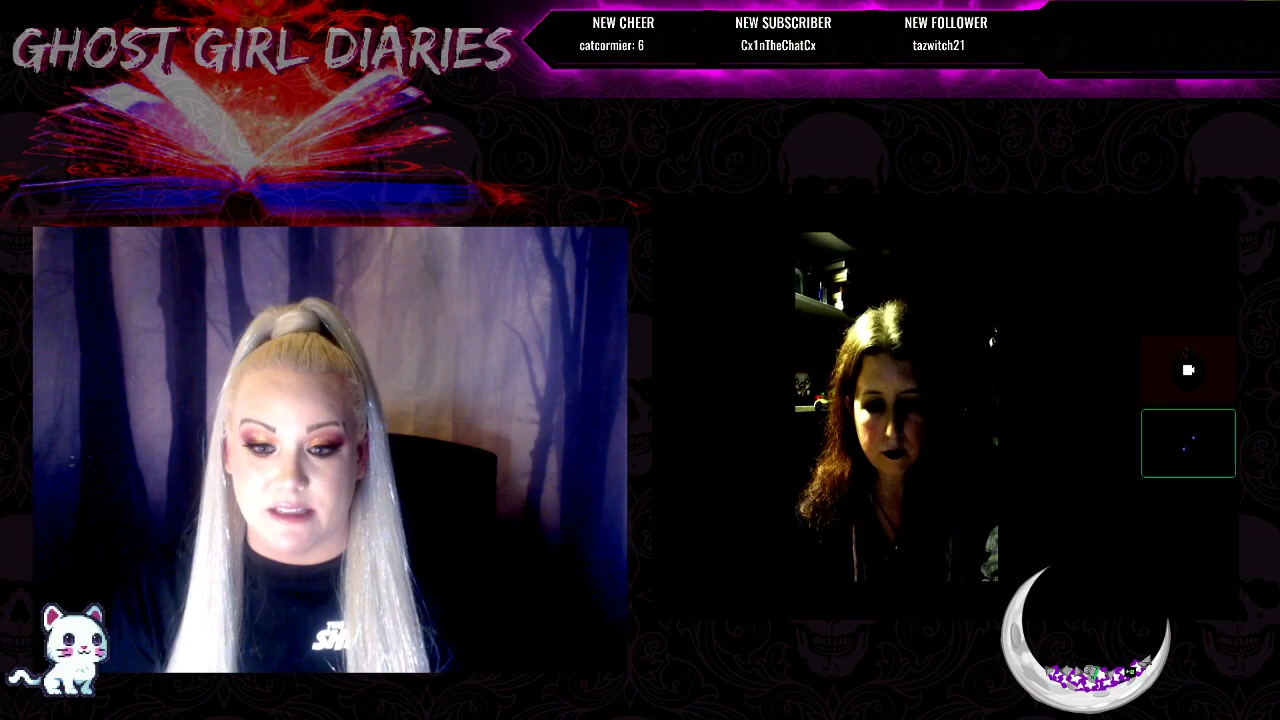 GHOST GIRL DIARIES
NEW CHEER
catcormier: 6
NEW SUBSCRIBER
Cx1nTheChatCx
NEW FOLLOWER
tazwitch21